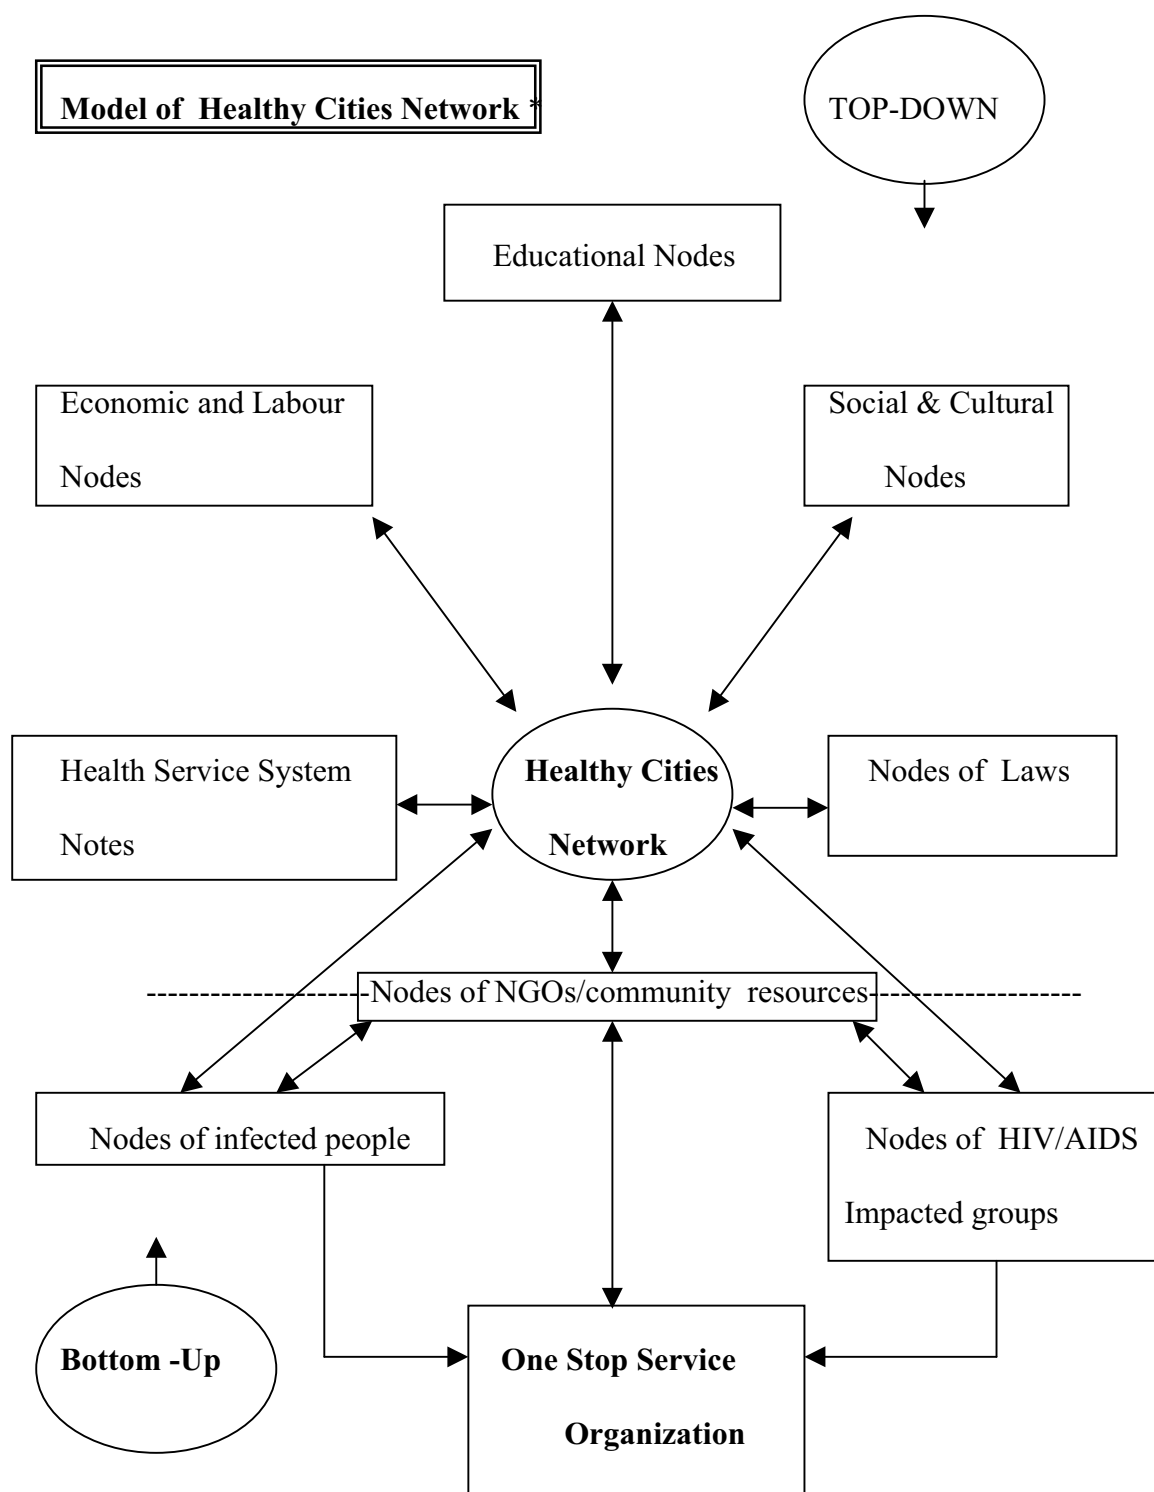 Model of Healthy Cities Network *
TOP-DOWN
Educational Nodes
Economic and Labour
Nodes
Social & Cultural
Nodes
Health Service System
Notes
Healthy Cities
Network
Nodes of Laws
Nodes of NGOs/community resources
Nodes of infected people
Nodes of HIV/AIDS
Impacted groups
Bottom -Up
One Stop Service
Organization